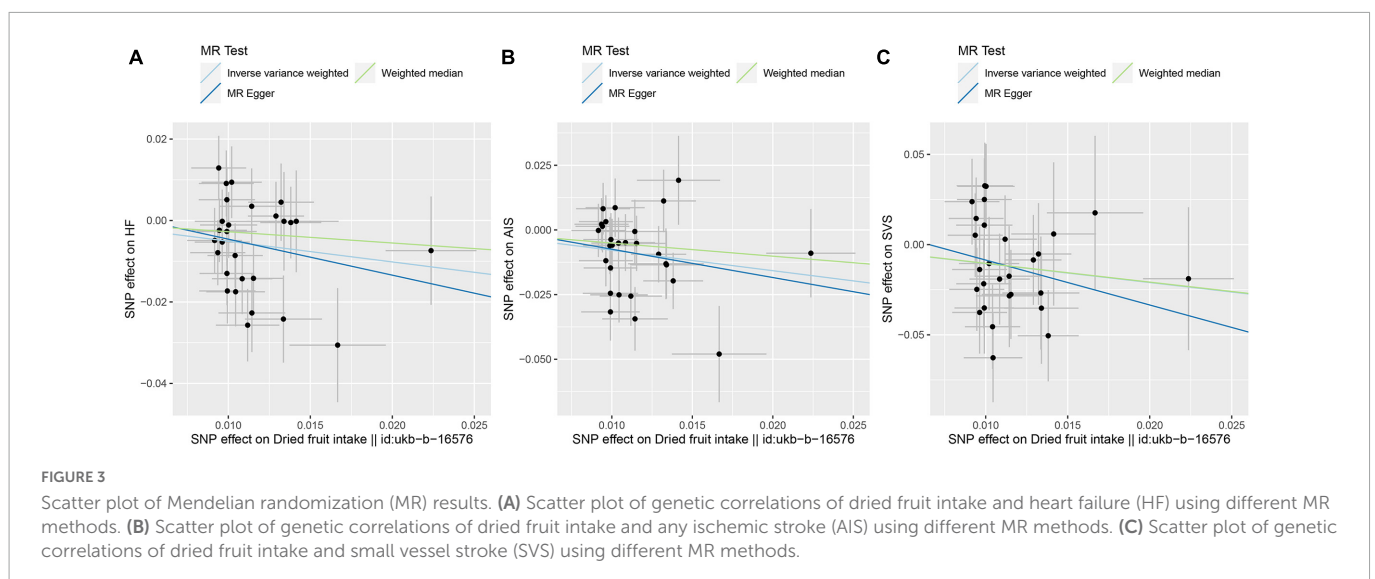 A
MR Test
Inverse variance weighted
Weighted median
MR Egger
SNP effect on HF
0.02
0.00
−0.02
−0.04
0.010
0.015
0.020
0.025
SNP effect on Dried fruit intake || id:ukb−b−16576
B
MR Test
Inverse variance weighted
Weighted median
MR Egger
SNP effect on AIS
0.025
0.000
−0.025
−0.050
0.010
0.015
0.020
0.025
SNP effect on Dried fruit intake || id:ukb−b−16576
C
MR Test
Inverse variance weighted
Weighted median
MR Egger
SNP effect on SVS
0.05
0.00
−0.05
0.010
0.015
0.020
0.025
SNP effect on Dried fruit intake || id:ukb−b−16576
FIGURE 3
Scatter plot of Mendelian randomization (MR) results. (A) Scatter plot of genetic correlations of dried fruit intake and heart failure (HF) using different MR
methods. (B) Scatter plot of genetic correlations of dried fruit intake and any ischemic stroke (AIS) using different MR methods. (C) Scatter plot of genetic
correlations of dried fruit intake and small vessel stroke (SVS) using different MR methods.